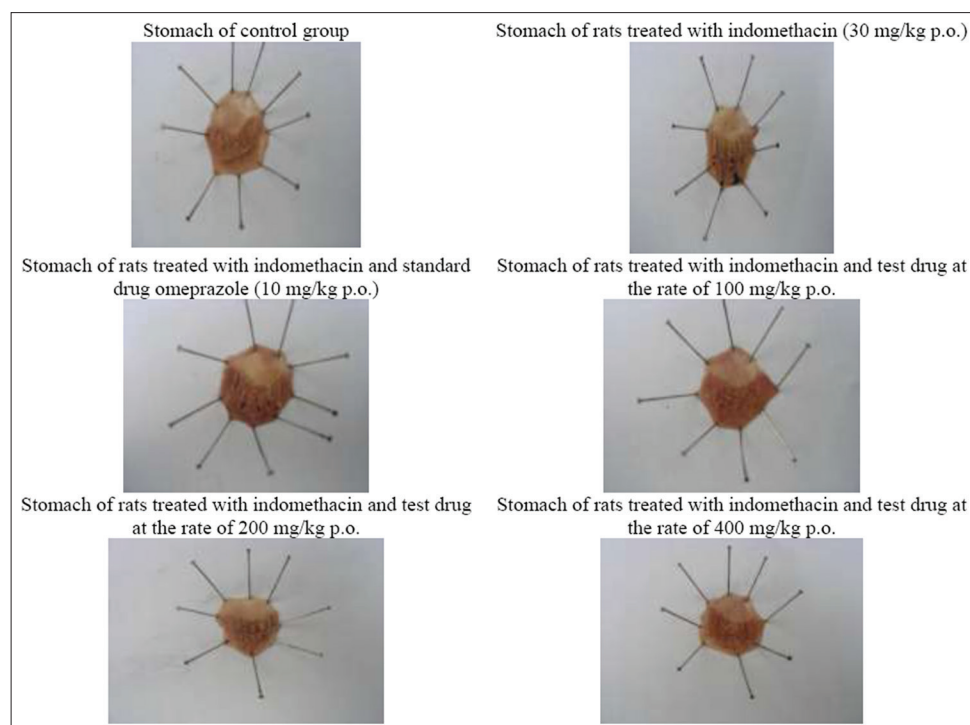 Stomach of control group
Stomach of rats treated with indomethacin (30 mg/kg p.o.)
Stomach of rats treated with indomethacin and standard
drug omeprazole (10 mg/kg p.o.)
Stomach of rats treated with indomethacin and test drug at
the rate of 100 mg/kg p.o.
Stomach of rats treated with indomethacin and test drug
at the rate of 200 mg/kg p.o.
Stomach of rats treated with indomethacin and test drug at
the rate of 400 mg/kg p.o.